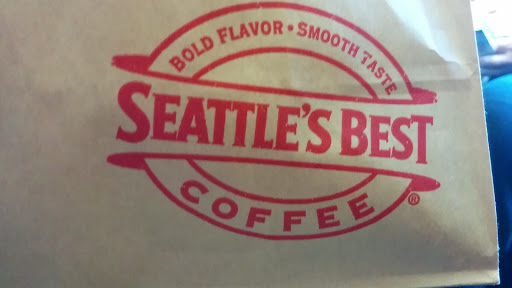 BOLD FLAVOR • SMOOTH TASTE
SEATTLE'S BEST
COFFEE®